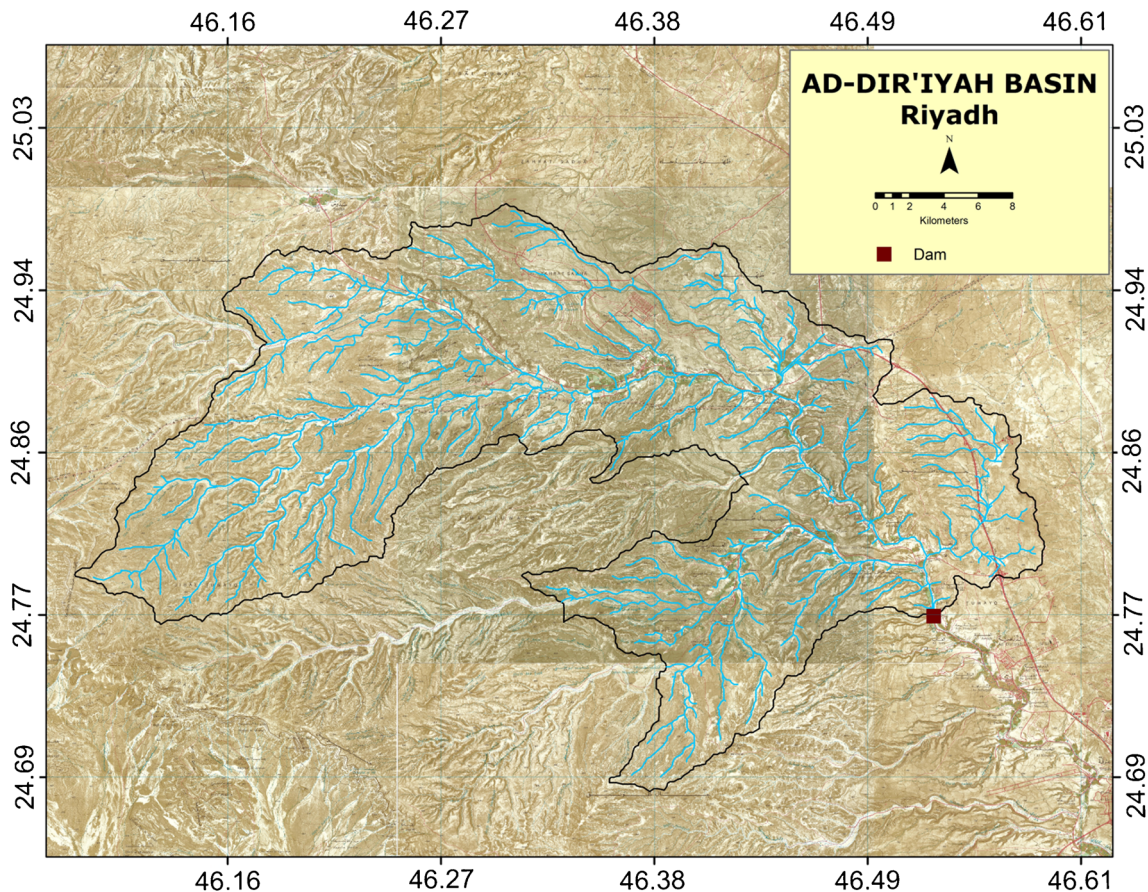 46.16 46.27 46.38 46.49 46.61
AD-DIR'IYAH BASIN
Riyadh
N
0 1 2 4 6 8
Kilometers
Dam
25.03 25.03
24.94 24.94
24.86 24.86
24.77 24.77
24.69 24.69
46.16 46.27 46.38 46.49 46.61